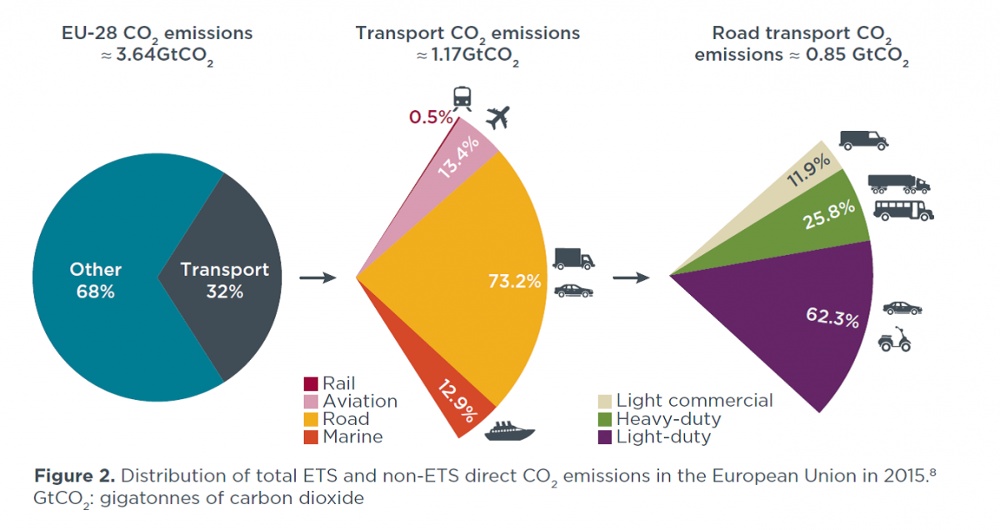 EU-28 CO₂ emissions
≈ 3.64GtCO₂
Transport CO₂ emissions
≈ 1.17GtCO₂
Road transport CO₂
emissions ≈ 0.85 GtCO₂
Other
68%
Transport
32%
0.5%
13.4%
73.2%
12.9%
Rail
Aviation
Road
Marine
11.9%
25.8%
62.3%
Light commercial
Heavy-duty
Light-duty
Figure 2. Distribution of total ETS and non-ETS direct CO₂ emissions in the European Union in 2015.⁸
GtCO₂: gigatonnes of carbon dioxide